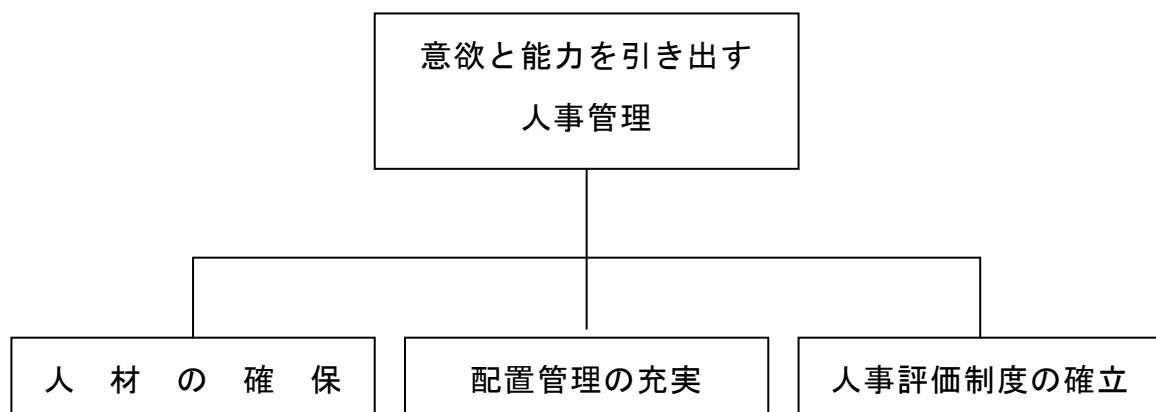 意欲と能力を引き出す
人事管理
人材の確保
配置管理の充実
人事評価制度の確立